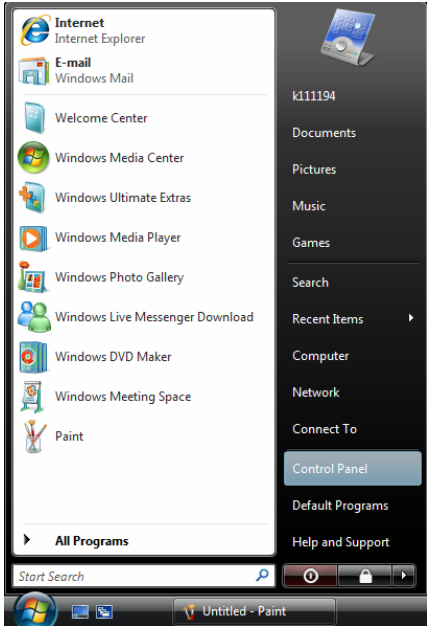 Internet
Internet Explorer
E-mail
Windows Mail
Welcome Center
Windows Media Center
Windows Ultimate Extras
Windows Media Player
Windows Photo Gallery
Windows Live Messenger Download
Windows DVD Maker
Windows Meeting Space
Paint
All Programs
Start Search
k111194
Documents
Pictures
Music
Games
Search
Recent Items
Computer
Network
Connect To
Control Panel
Default Programs
Help and Support
Untitled - Paint